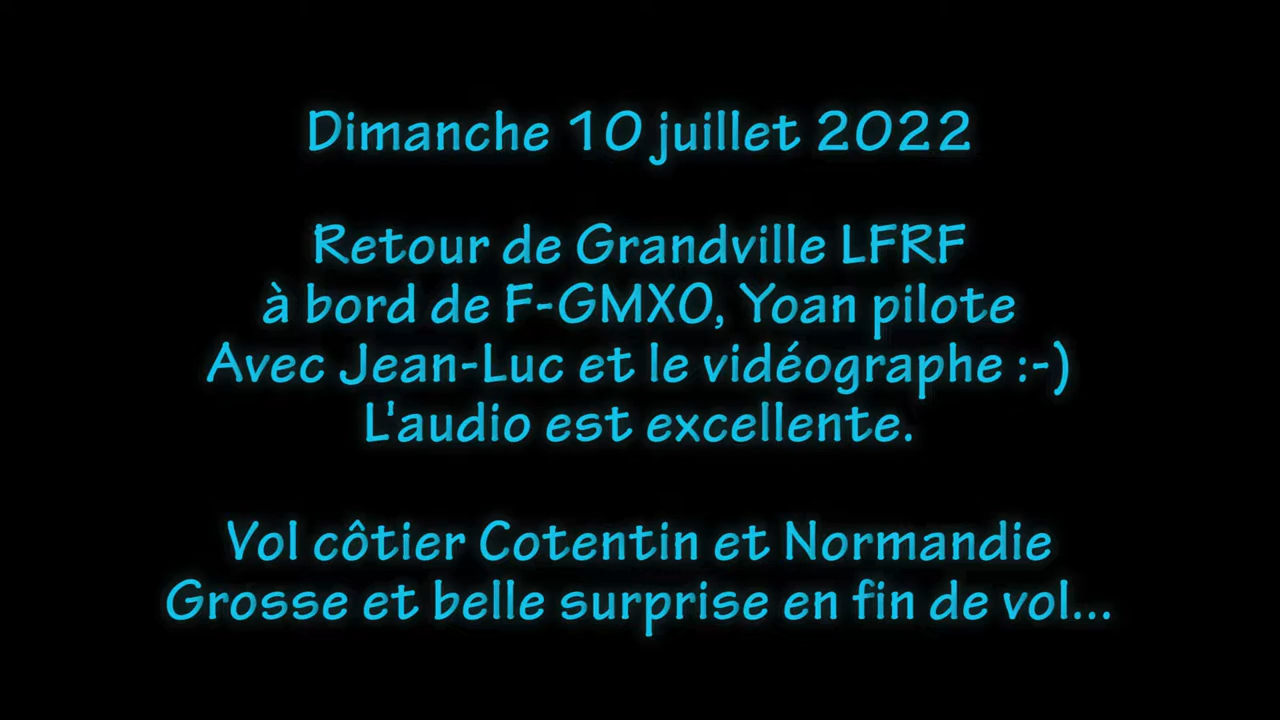 Dimanche 10 juillet 2022
Retour de Grandville LFRF
à bord de F-GMXO, Yoan pilote
Avec Jean-Luc et le vidéographe :-)
L'audio est excellente.
Vol côtier Cotentin et Normandie
Grosse et belle surprise en fin de vol...